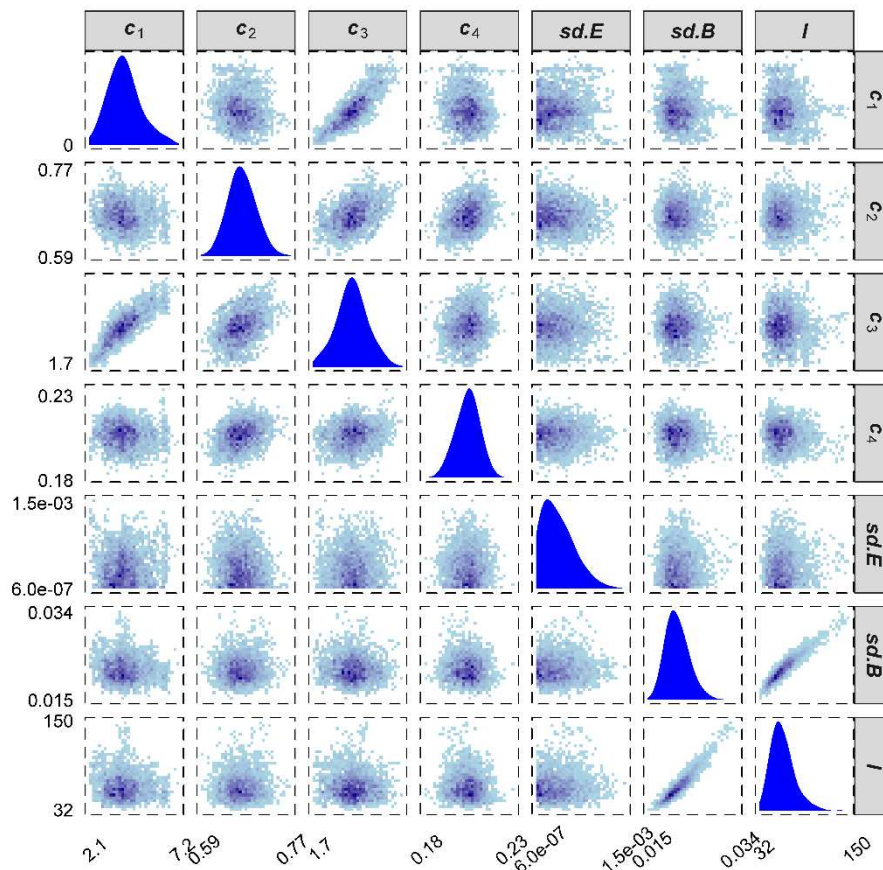 c₁ c₂ c₃ c₄ sd.E sd.B l
c₁
0
0.77
c₂
0.59
c₃
1.7
0.23
c₄
0.18
1.5e-03
sd.E
6.0e-07
0.034
sd.B
0.015
150
l
32
2.1 7.2 0.59 0.77 1.7 0.18 0.23 6.0e-07 1.5e-03 0.015 0.034 32 150